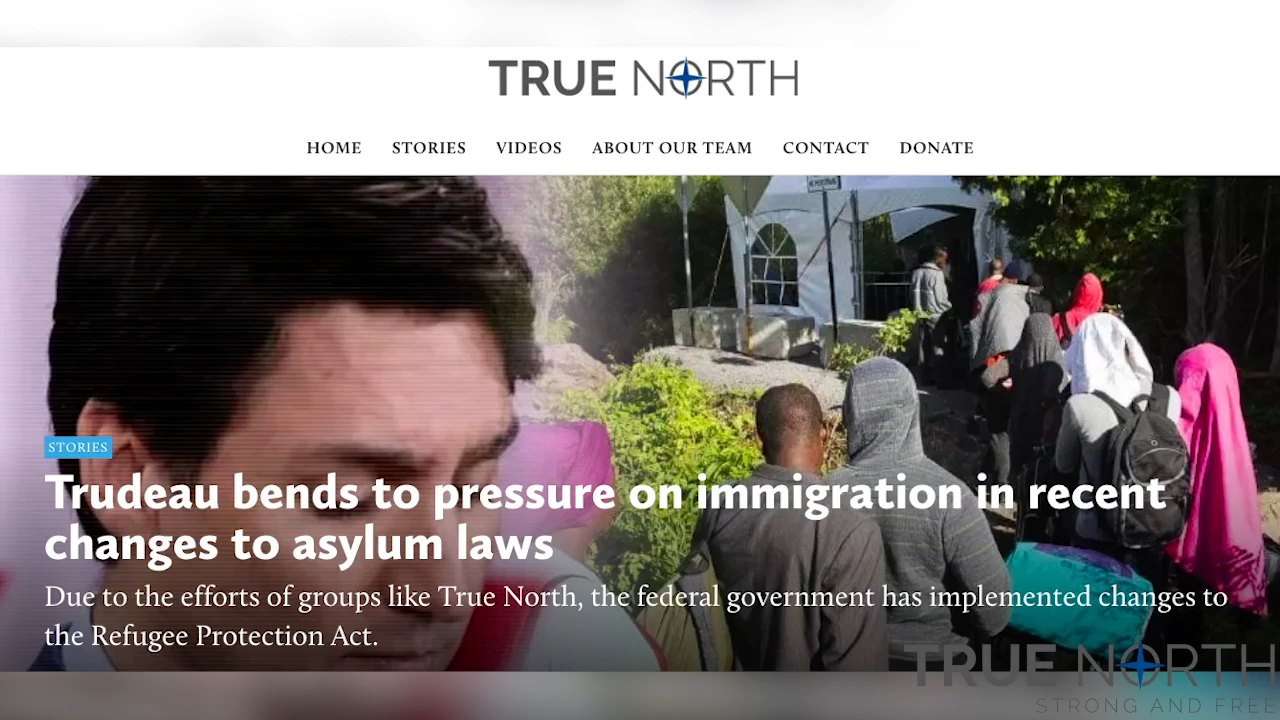 TRUE NORTH
HOME STORIES VIDEOS ABOUT OUR TEAM CONTACT DONATE
STORIES
Trudeau bends to pressure on immigration in recent
changes to asylum laws
Due to the efforts of groups like True North, the federal government has implemented changes to
the Refugee Protection Act.
TRUE NORTH
STRONG AND FREE